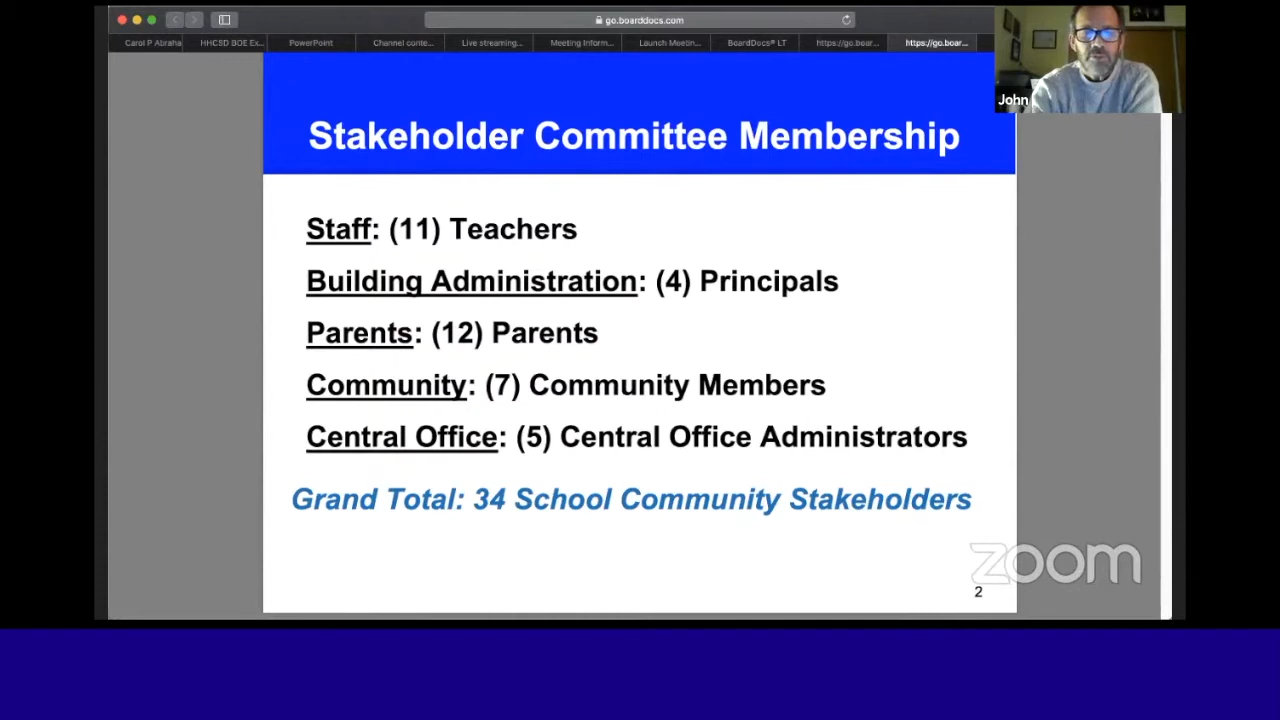 go.boarddocs.com
Carol P Abraha
HHCSD BOE Ex...
PowerPoint
Channel conte...
Live streaming...
Meeting Inform...
Launch Meetin...
BoardDocs® LT
https://go.boar...
https://go.boar...
John
Stakeholder Committee Membership
Staff: (11) Teachers
Building Administration: (4) Principals
Parents: (12) Parents
Community: (7) Community Members
Central Office: (5) Central Office Administrators
Grand Total: 34 School Community Stakeholders
zoom
2